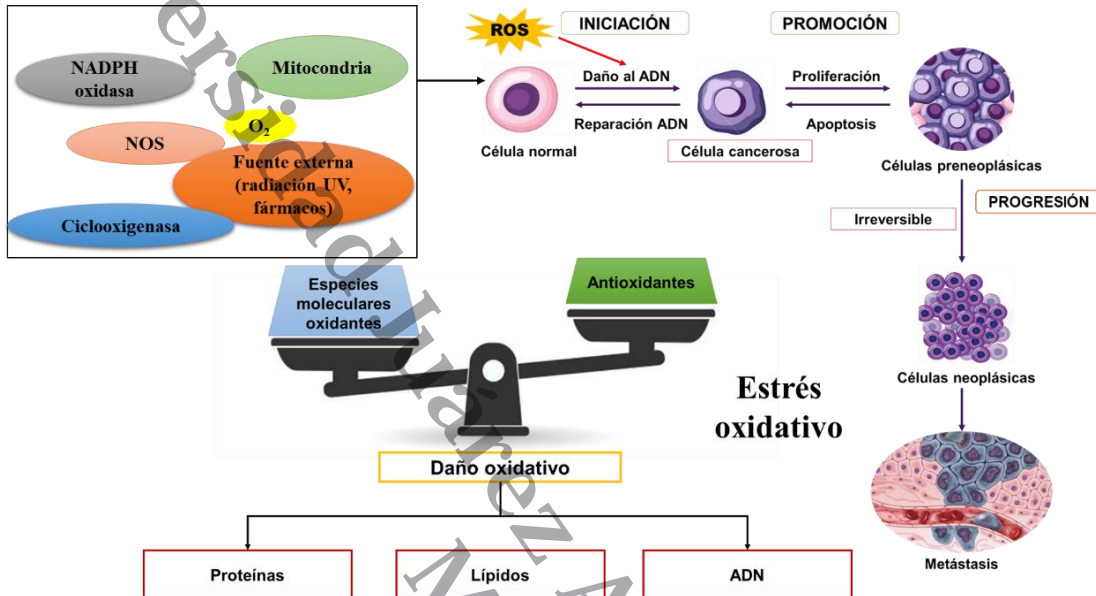 NADPH
oxidasa
Mitocondria
O₂
NOS
Fuente externa
(radiación UV,
fármacos)
Ciclooxigenasa
ROS
INICIACIÓN
PROMOCIÓN
Daño al ADN
Reparación ADN
Proliferación
Apoptosis
Célula normal
Célula cancerosa
Células preneoplásicas
Irreversible
PROGRESIÓN
Células neoplásicas
Metástasis
Especies
moleculares
oxidantes
Antioxidantes
Estrés
oxidativo
Daño oxidativo
Proteínas
Lípidos
ADN
ersidad Juárez A